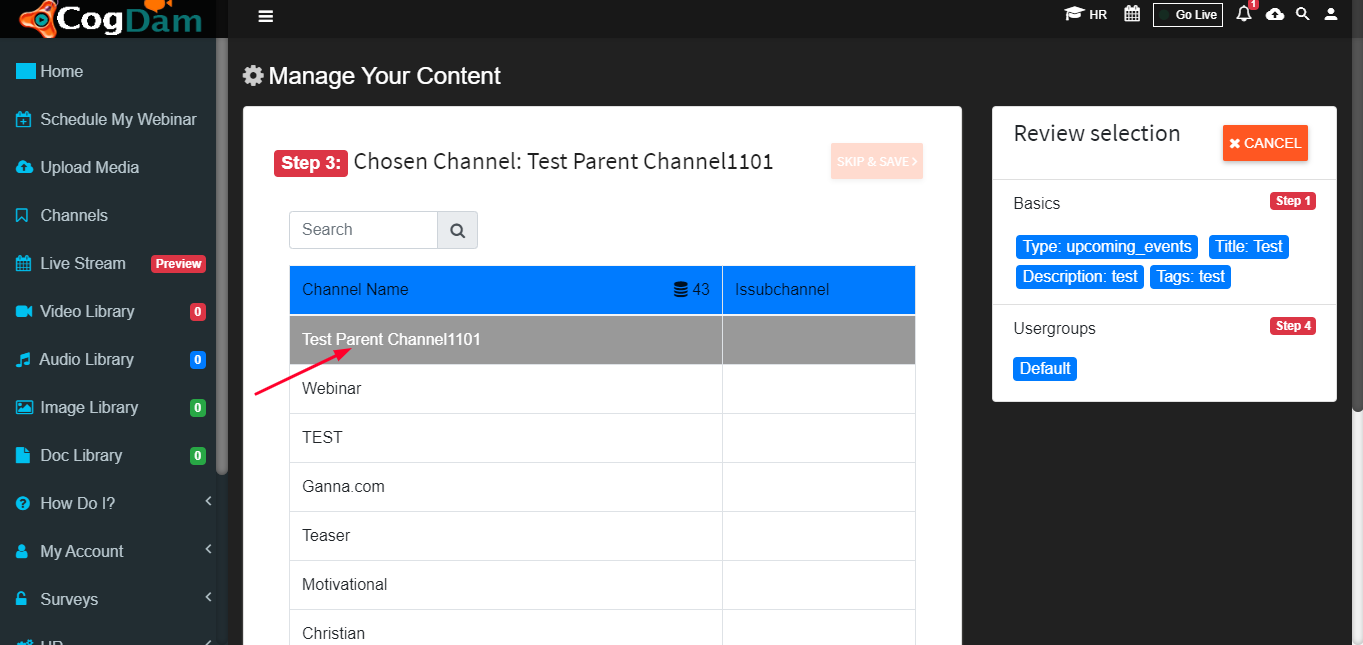 CogDam
HR
Go Live
1
Home
Schedule My Webinar
Upload Media
Channels
Live Stream Preview
Video Library 0
Audio Library 0
Image Library 0
Doc Library 0
How Do I?
My Account
Surveys
HR
Manage Your Content
Step 3: Chosen Channel: Test Parent Channel1101
SKIP & SAVE
Search
Channel Name 43 Issubchannel
Test Parent Channel1101
Webinar
TEST
Ganna.com
Teaser
Motivational
Christian
Review selection
CANCEL
Basics Step 1
Type: upcoming_events Title: Test
Description: test Tags: test
Usergroups Step 4
Default